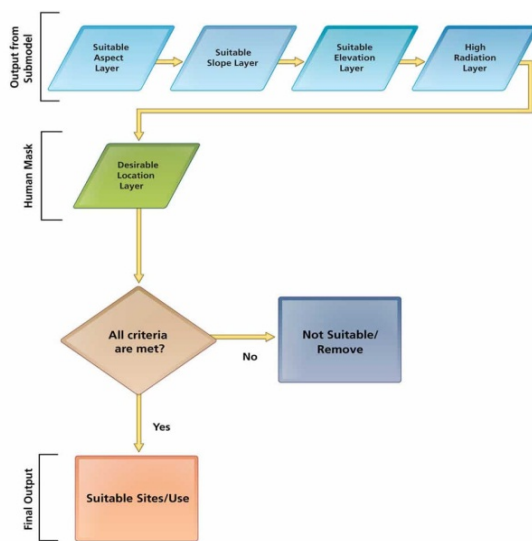 Output from
Submodel
Suitable
Aspect
Layer
Suitable
Slope Layer
Suitable
Elevation
Layer
High
Radiation
Layer
Human Mask
Desirable
Location
Layer
All criteria
are met?
No
Not Suitable/
Remove
Yes
Final Output
Suitable Sites/Use